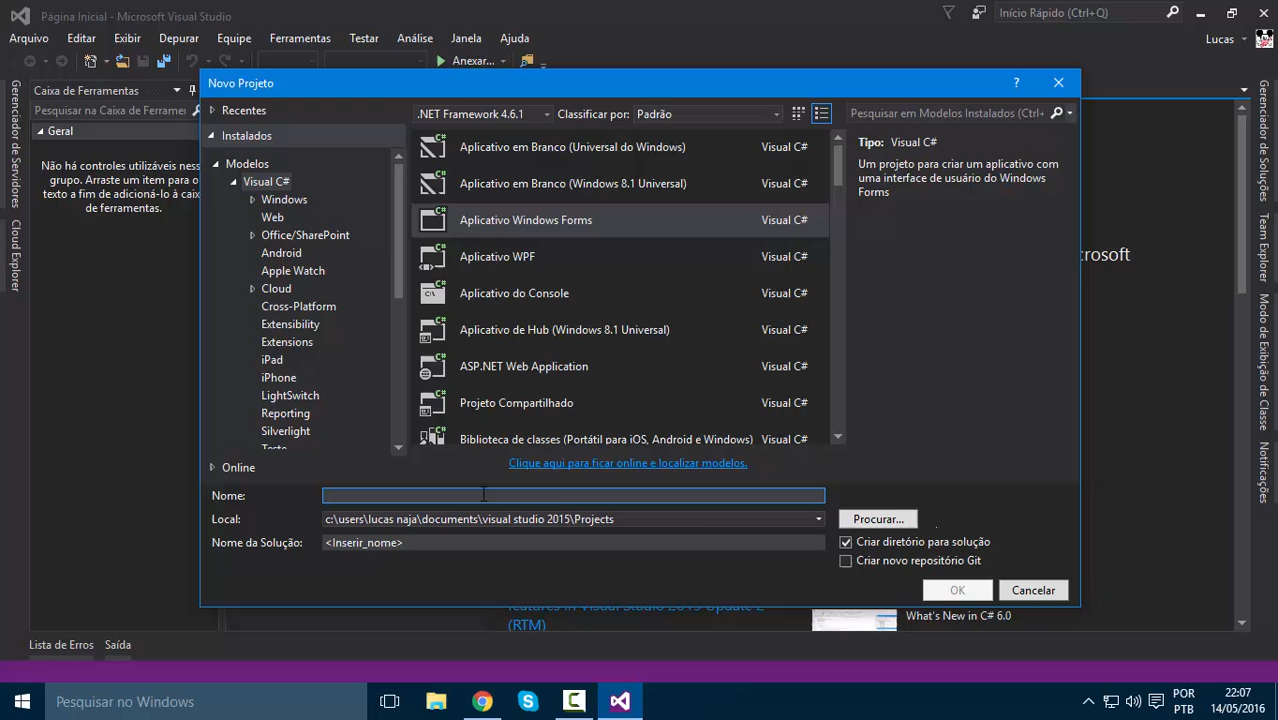 Página Inicial - Microsoft Visual Studio
Início Rápido (Ctrl+Q)
Arquivo Editar Exibir Depurar Equipe Ferramentas Testar Análise Janela Ajuda
Lucas
Anexar...
Gerenciador de Servidores
Cloud Explorer
Caixa de Ferramentas
Pesquisar na Caixa de Ferramer
Geral
Não há controles utilizáveis ness
grupo. Arraste um item para o
texto a fim de adicioná-lo à caix
de ferramentas.
Novo Projeto
?
Recentes
Instalados
Modelos
Visual C#
Windows
Web
Office/SharePoint
Android
Apple Watch
Cloud
Cross-Platform
Extensibility
Extensions
iPad
iPhone
LightSwitch
Reporting
Silverlight
Online
.NET Framework 4.6.1
Classificar por: Padrão
Pesquisar em Modelos Instalados (Ctrl+
Aplicativo em Branco (Universal do Windows) Visual C#
Aplicativo em Branco (Windows 8.1 Universal) Visual C#
Aplicativo Windows Forms Visual C#
Aplicativo WPF Visual C#
Aplicativo do Console Visual C#
Aplicativo de Hub (Windows 8.1 Universal) Visual C#
ASP.NET Web Application Visual C#
Projeto Compartilhado Visual C#
Biblioteca de classes (Portátil para iOS, Android e Windows) Visual C#
Clique aqui para ficar online e localizar modelos.
Tipo: Visual C#
Um projeto para criar um aplicativo com
uma interface de usuário do Windows
Forms
Nome:
Local: c:\users\lucas naja\documents\visual studio 2015\Projects
Procurar...
Nome da Solução: <Inserir_nome>
Criar diretório para solução
Criar novo repositório Git
OK
Cancelar
crosoft
Gerenciador de Soluções
Team Explorer
Modo de Exibição de Classe
features in Visual Studio 2015 Update 2
(RTM)
What's New in C# 6.0
Lista de Erros Saída
Pesquisar no Windows
POR
PTB
22:07
14/05/2016